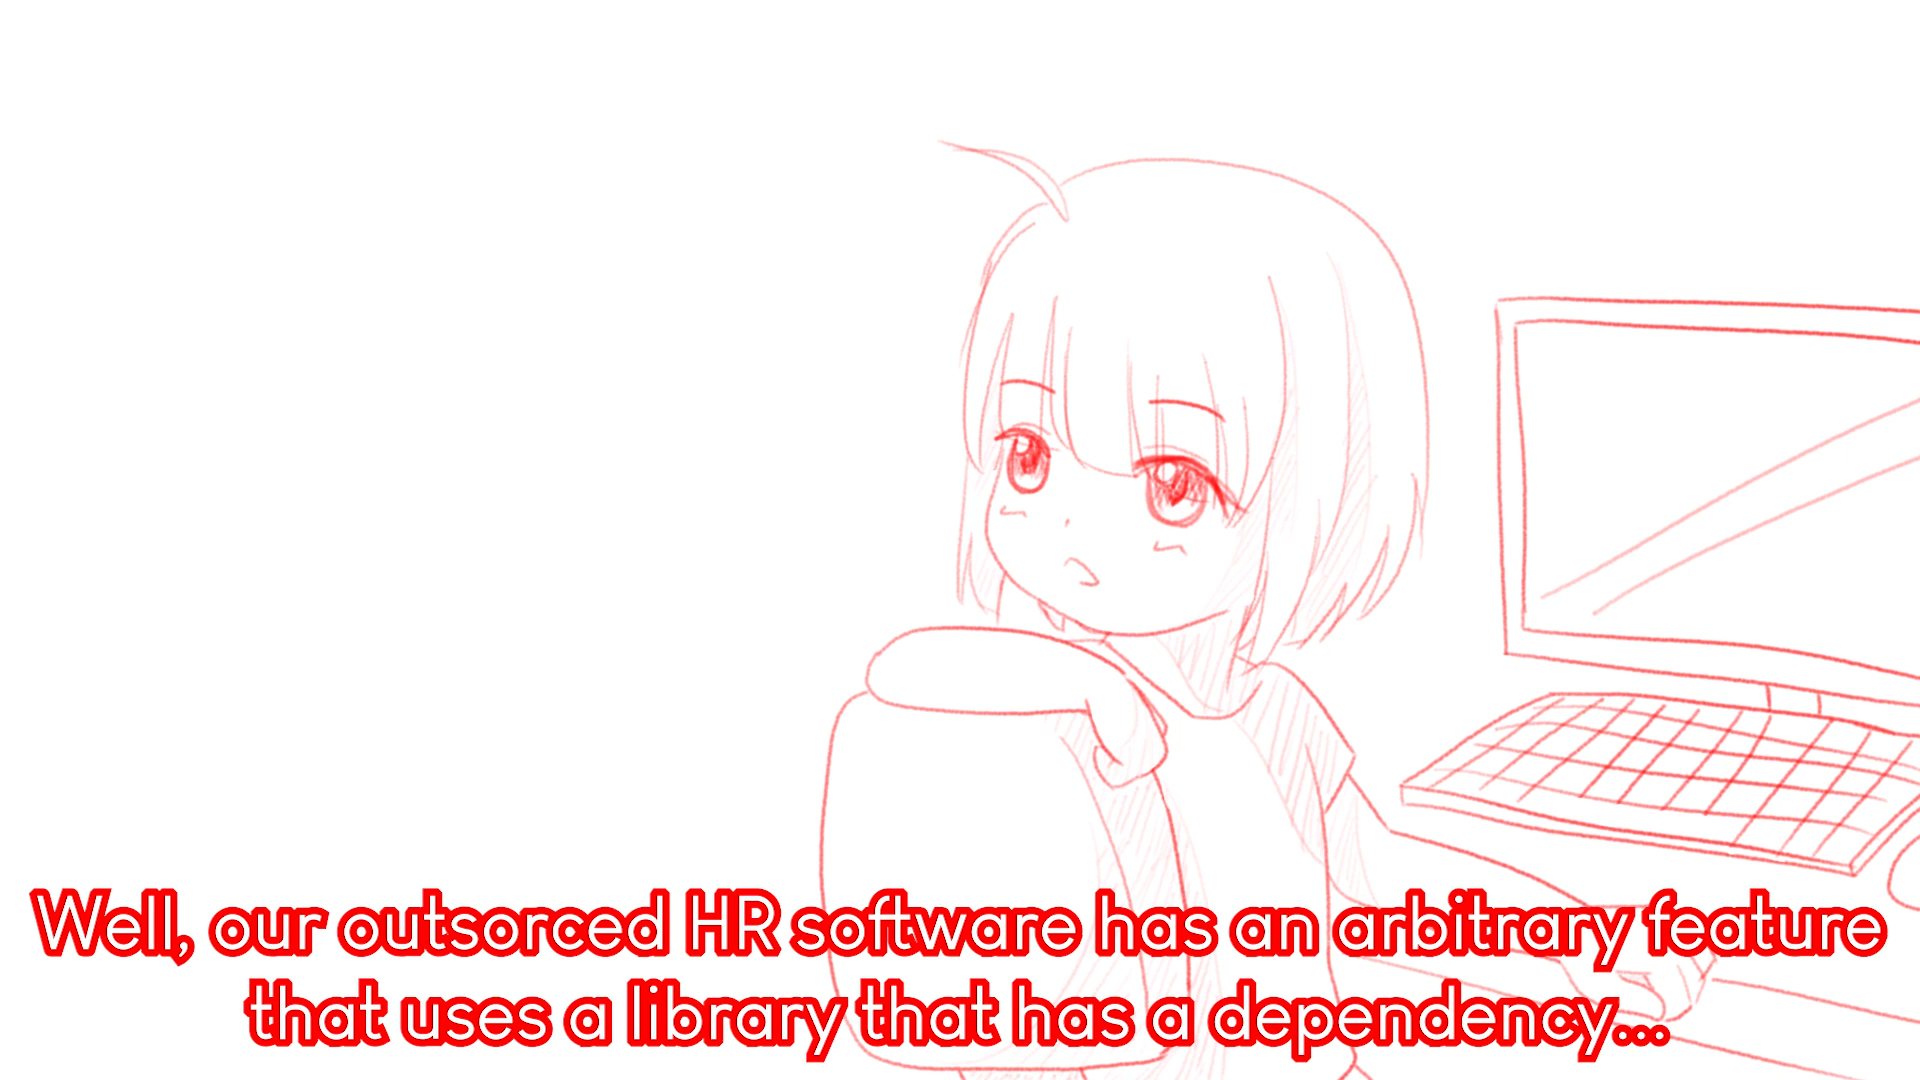 Well, our outsorced HR software has an arbitrary feature
that uses a library that has a dependency...